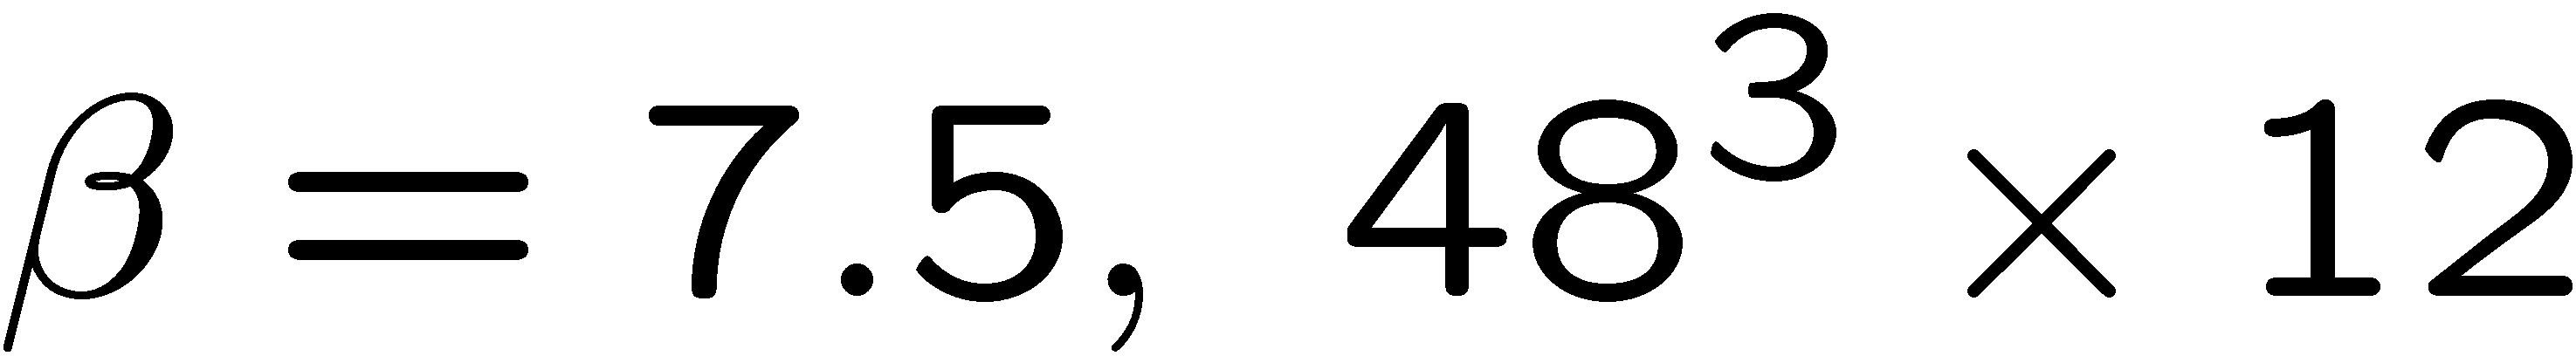 β = 7.5, 48³ × 12